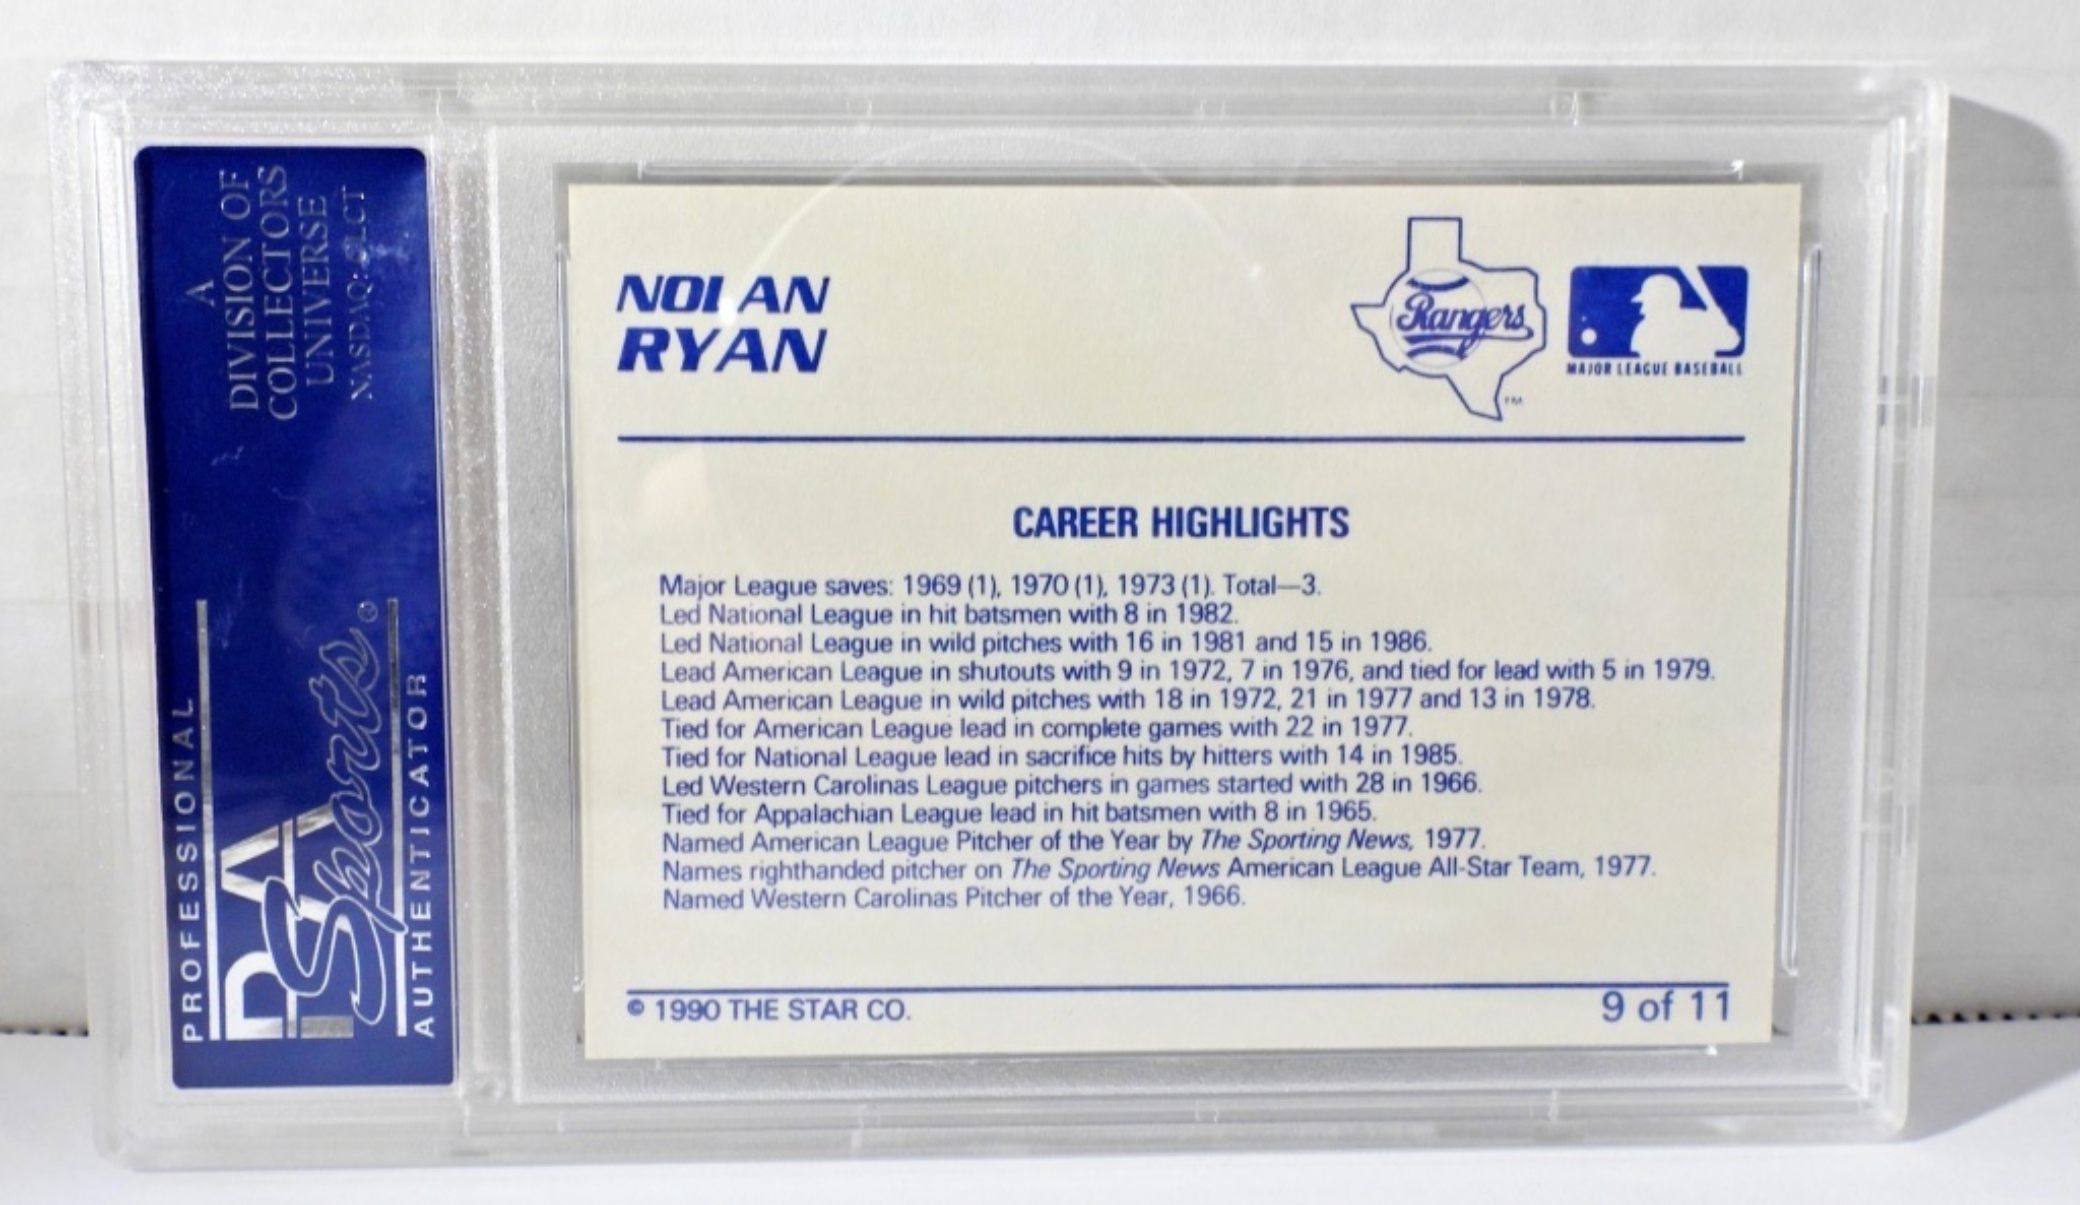 A
DIVISION OF
COLLECTORS
UNIVERSE
NASDAQ: CLCT
PROFESSIONAL
PSA
Sports®
AUTHENTICATOR
NOLAN
RYAN
Rangers
TM
MAJOR LEAGUE BASEBALL
CAREER HIGHLIGHTS
Major League saves: 1969 (1), 1970 (1), 1973 (1). Total—3.
Led National League in hit batsmen with 8 in 1982.
Led National League in wild pitches with 16 in 1981 and 15 in 1986.
Lead American League in shutouts with 9 in 1972, 7 in 1976, and tied for lead with 5 in 1979.
Lead American League in wild pitches with 18 in 1972, 21 in 1977 and 13 in 1978.
Tied for American League lead in complete games with 22 in 1977.
Tied for National League lead in sacrifice hits by hitters with 14 in 1985.
Led Western Carolinas League pitchers in games started with 28 in 1966.
Tied for Appalachian League lead in hit batsmen with 8 in 1965.
Named American League Pitcher of the Year by The Sporting News, 1977.
Names righthanded pitcher on The Sporting News American League All-Star Team, 1977.
Named Western Carolinas Pitcher of the Year, 1966.
© 1990 THE STAR CO.
9 of 11